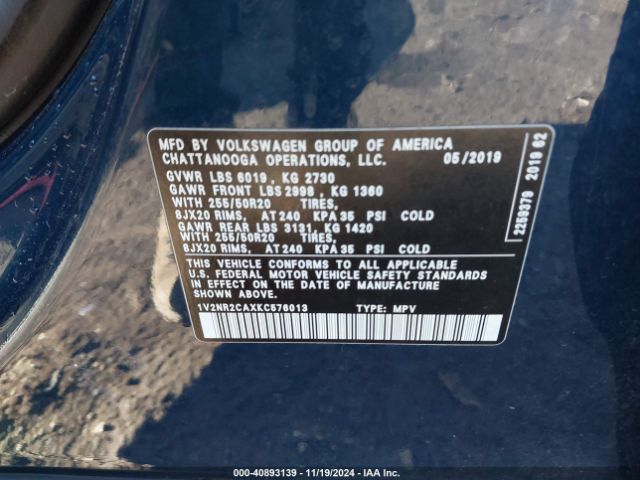 MFD BY VOLKSWAGEN GROUP OF AMERICA
CHATTANOOGA OPERATIONS, LLC. 05/2019
GVWR LBS 6019 , KG 2730
GAWR FRONT LBS 2998 , KG 1360
WITH 255/50R20 TIRES,
8JX20 RIMS, AT 240 KPA 35 PSI COLD
GAWR REAR LBS 3131, KG 1420
WITH 255/50R20 TIRES,
8JX20 RIMS, AT 240 KPA 35 PSI COLD
THIS VEHICLE CONFORMS TO ALL APPLICABLE
U.S. FEDERAL MOTOR VEHICLE SAFETY STANDARDS
IN EFFECT ON THE DATE OF MANUFACTURE
SHOWN ABOVE.
1V2NR2CAXKC576013 TYPE: MPV
2259379 2019 62
000-40893139 - 11/19/2024 - IAA Inc.